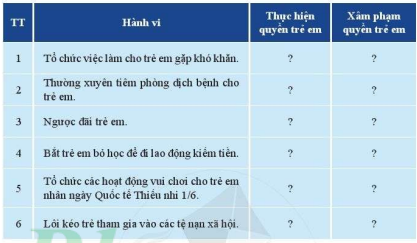 TT Hành vi Thực hiện quyền trẻ em Xâm phạm quyền trẻ em
1 Tổ chức việc làm cho trẻ em gặp khó khăn. ? ?
2 Thường xuyên tiêm phòng dịch bệnh cho trẻ em. ? ?
3 Ngược đãi trẻ em. ? ?
4 Bắt trẻ em bỏ học để đi lao động kiếm tiền. ? ?
5 Tổ chức các hoạt động vui chơi cho trẻ em nhân ngày Quốc tế Thiếu nhi 1/6. ? ?
6 Lôi kéo trẻ tham gia vào các tệ nạn xã hội. ? ?